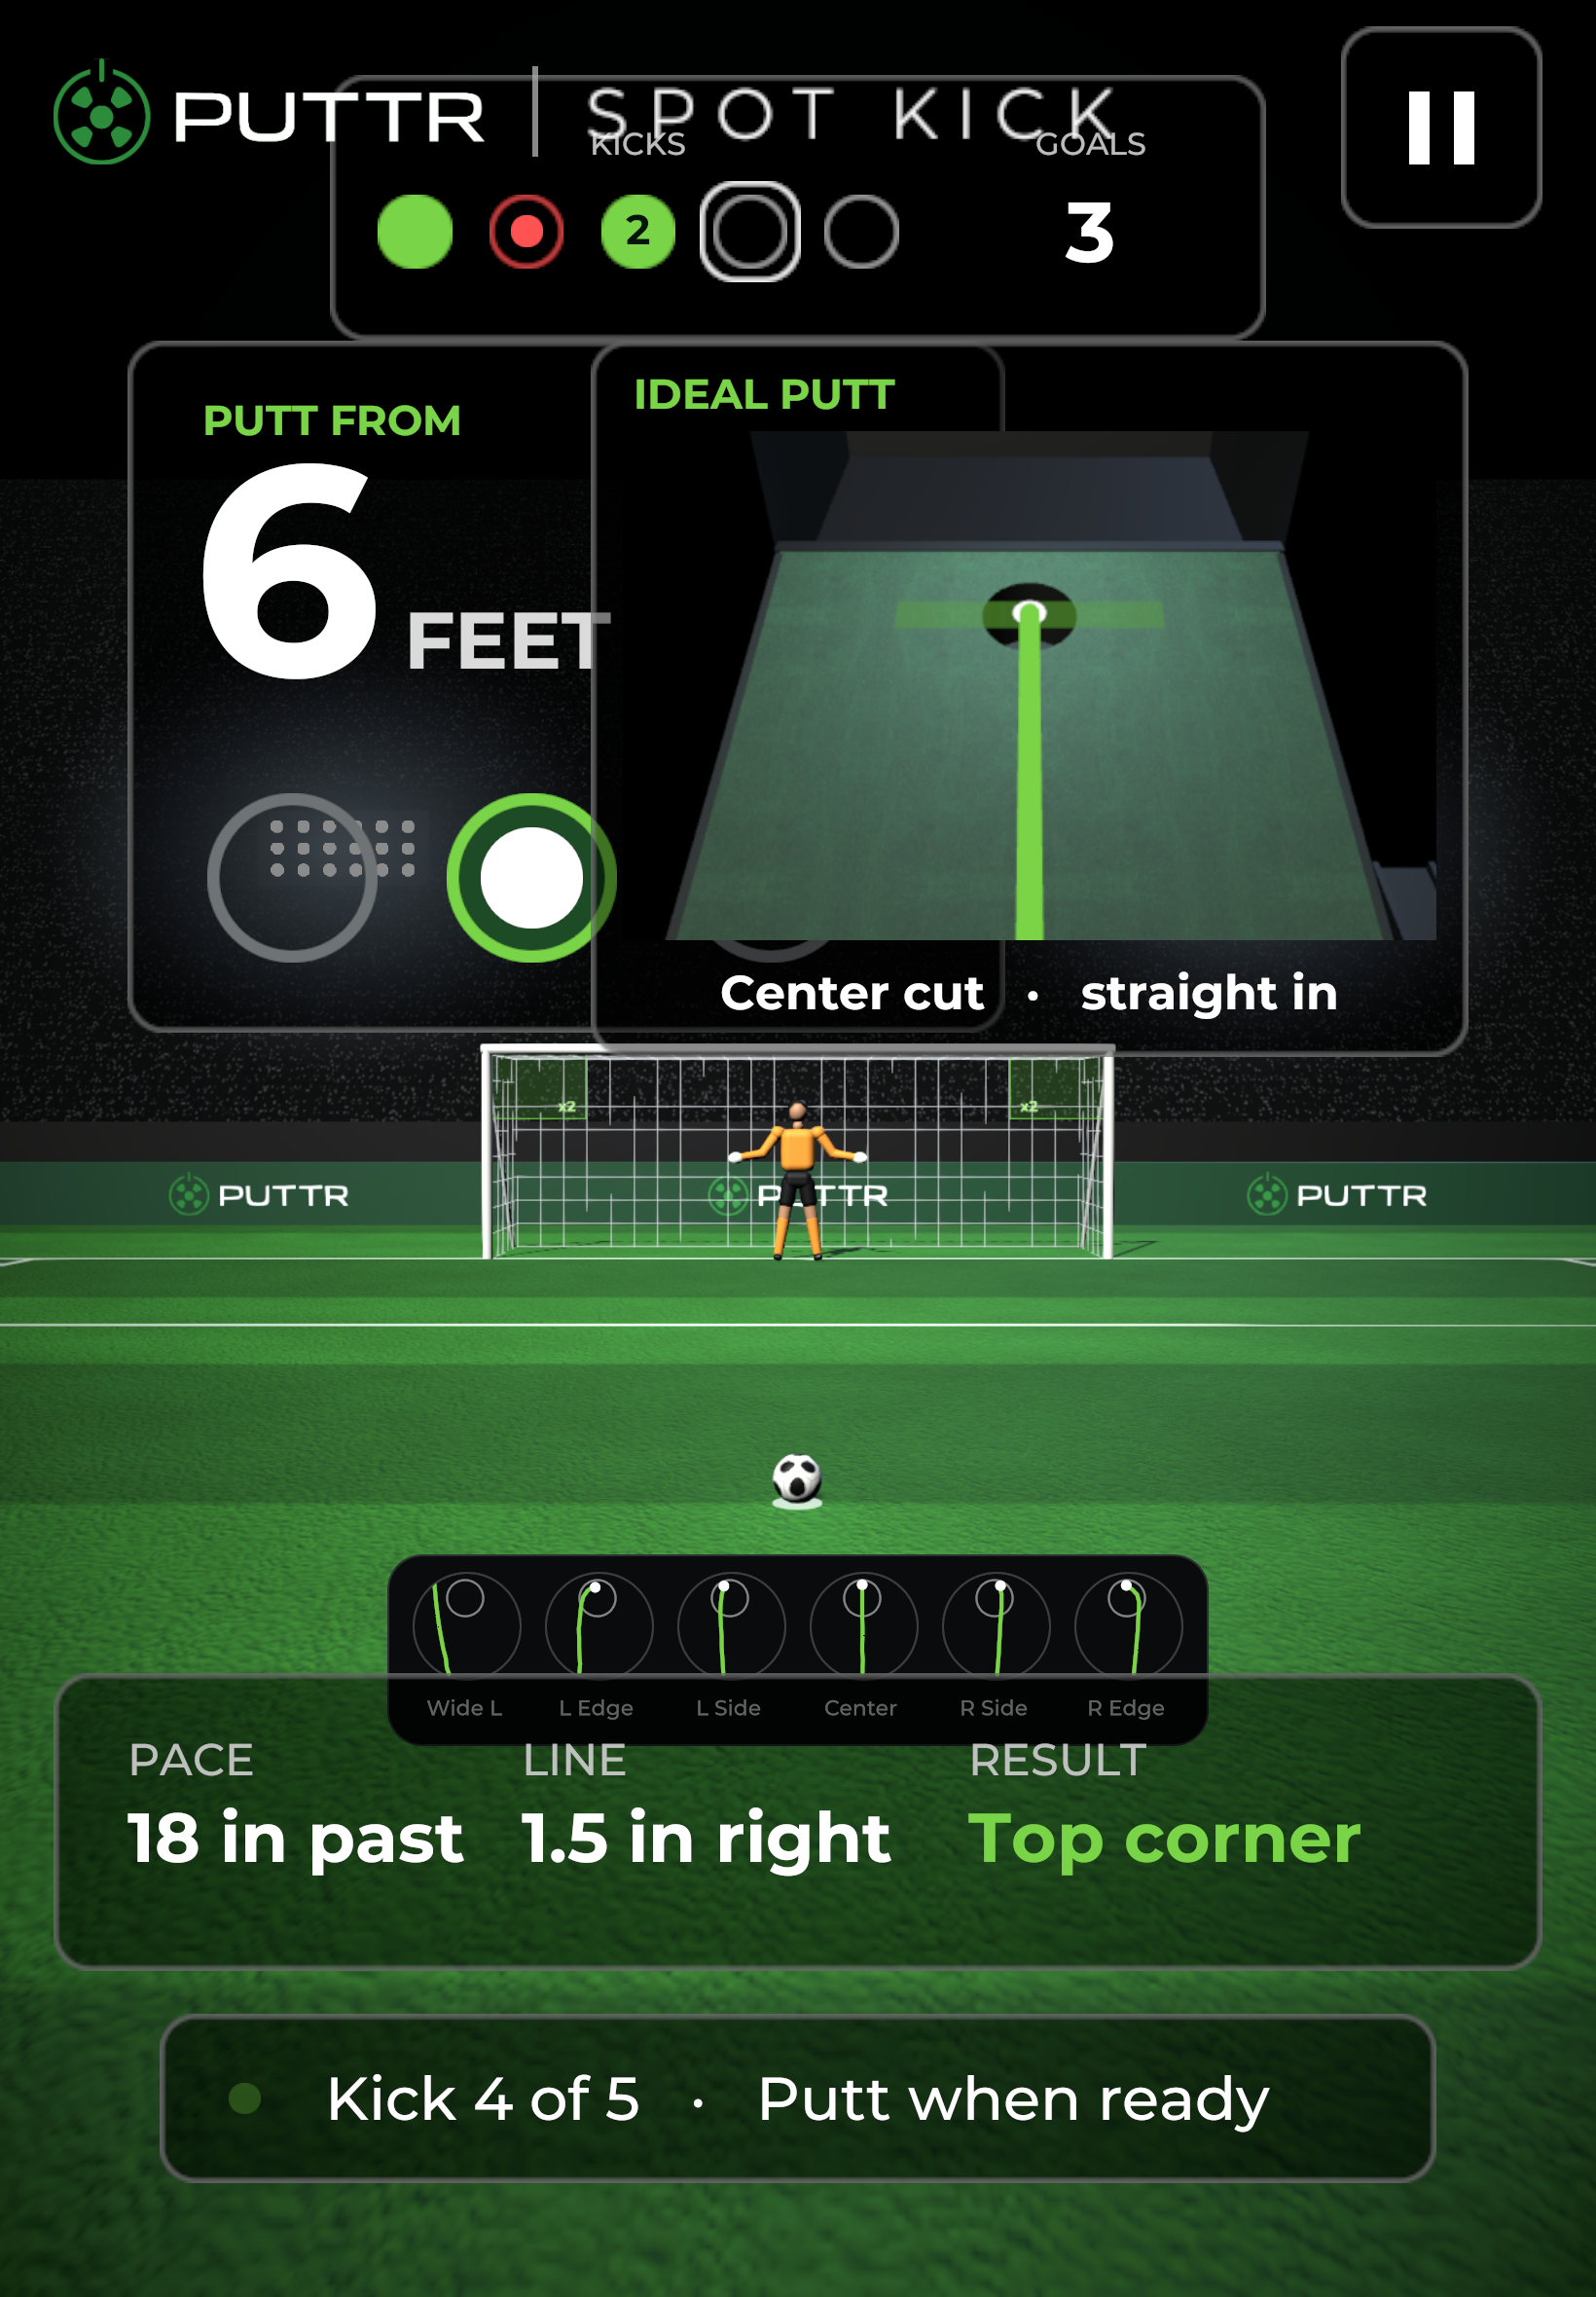 PUTTR | SPOT KICK
KICKS GOALS
2 3
PUTT FROM
6 FEET
IDEAL PUTT
Center cut · straight in
x2 x2
PUTTR PUTTR PUTTR
Wide L L Edge L Side Center R Side R Edge
PACE LINE RESULT
18 in past 1.5 in right Top corner
Kick 4 of 5 · Putt when ready